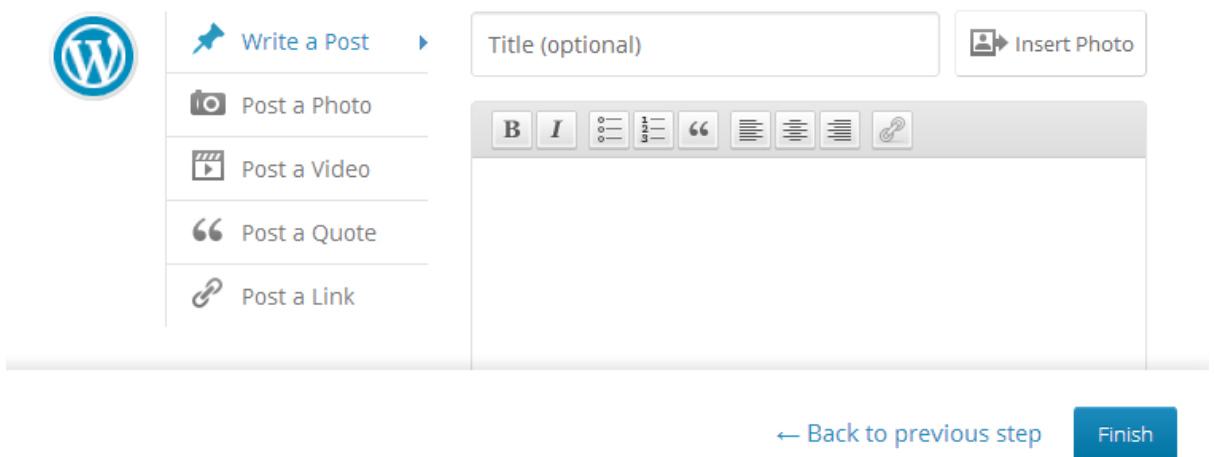 Write a Post
Post a Photo
Post a Video
Post a Quote
Post a Link
Title (optional)
Insert Photo
B I
← Back to previous step
Finish